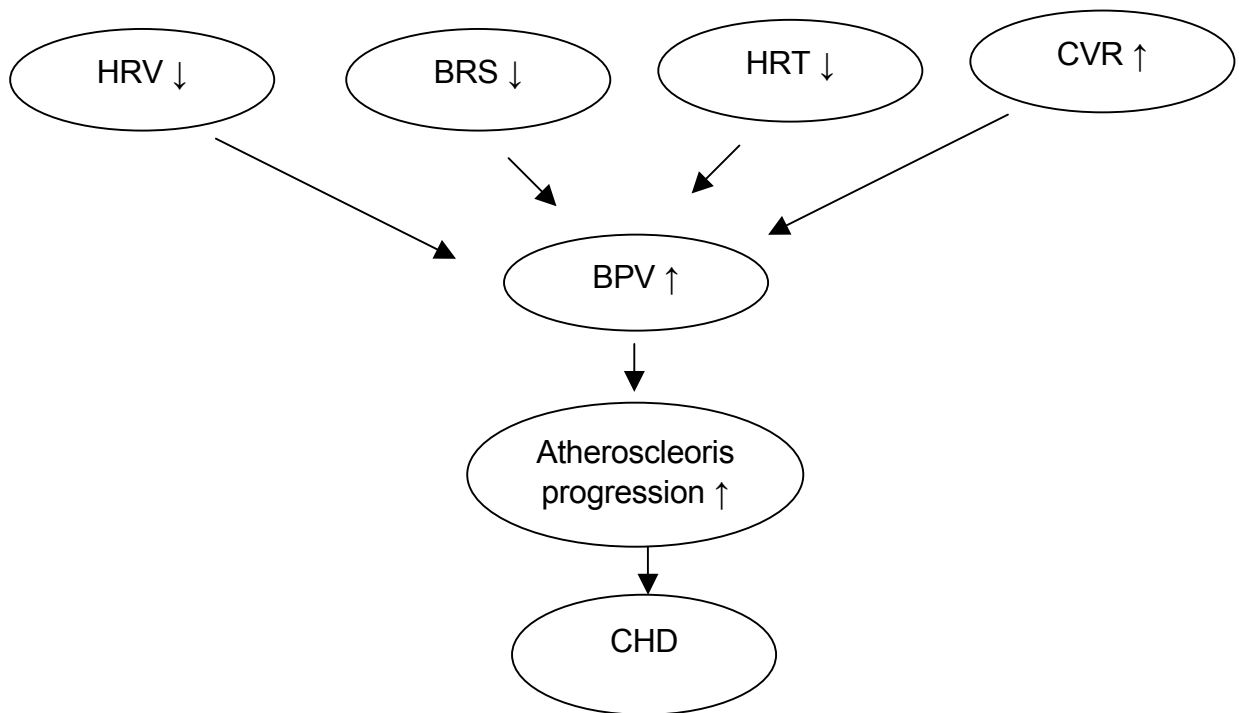 HRV ↓
BRS ↓
HRT ↓
CVR ↑
BPV ↑
Atheroscleoris
progression ↑
CHD